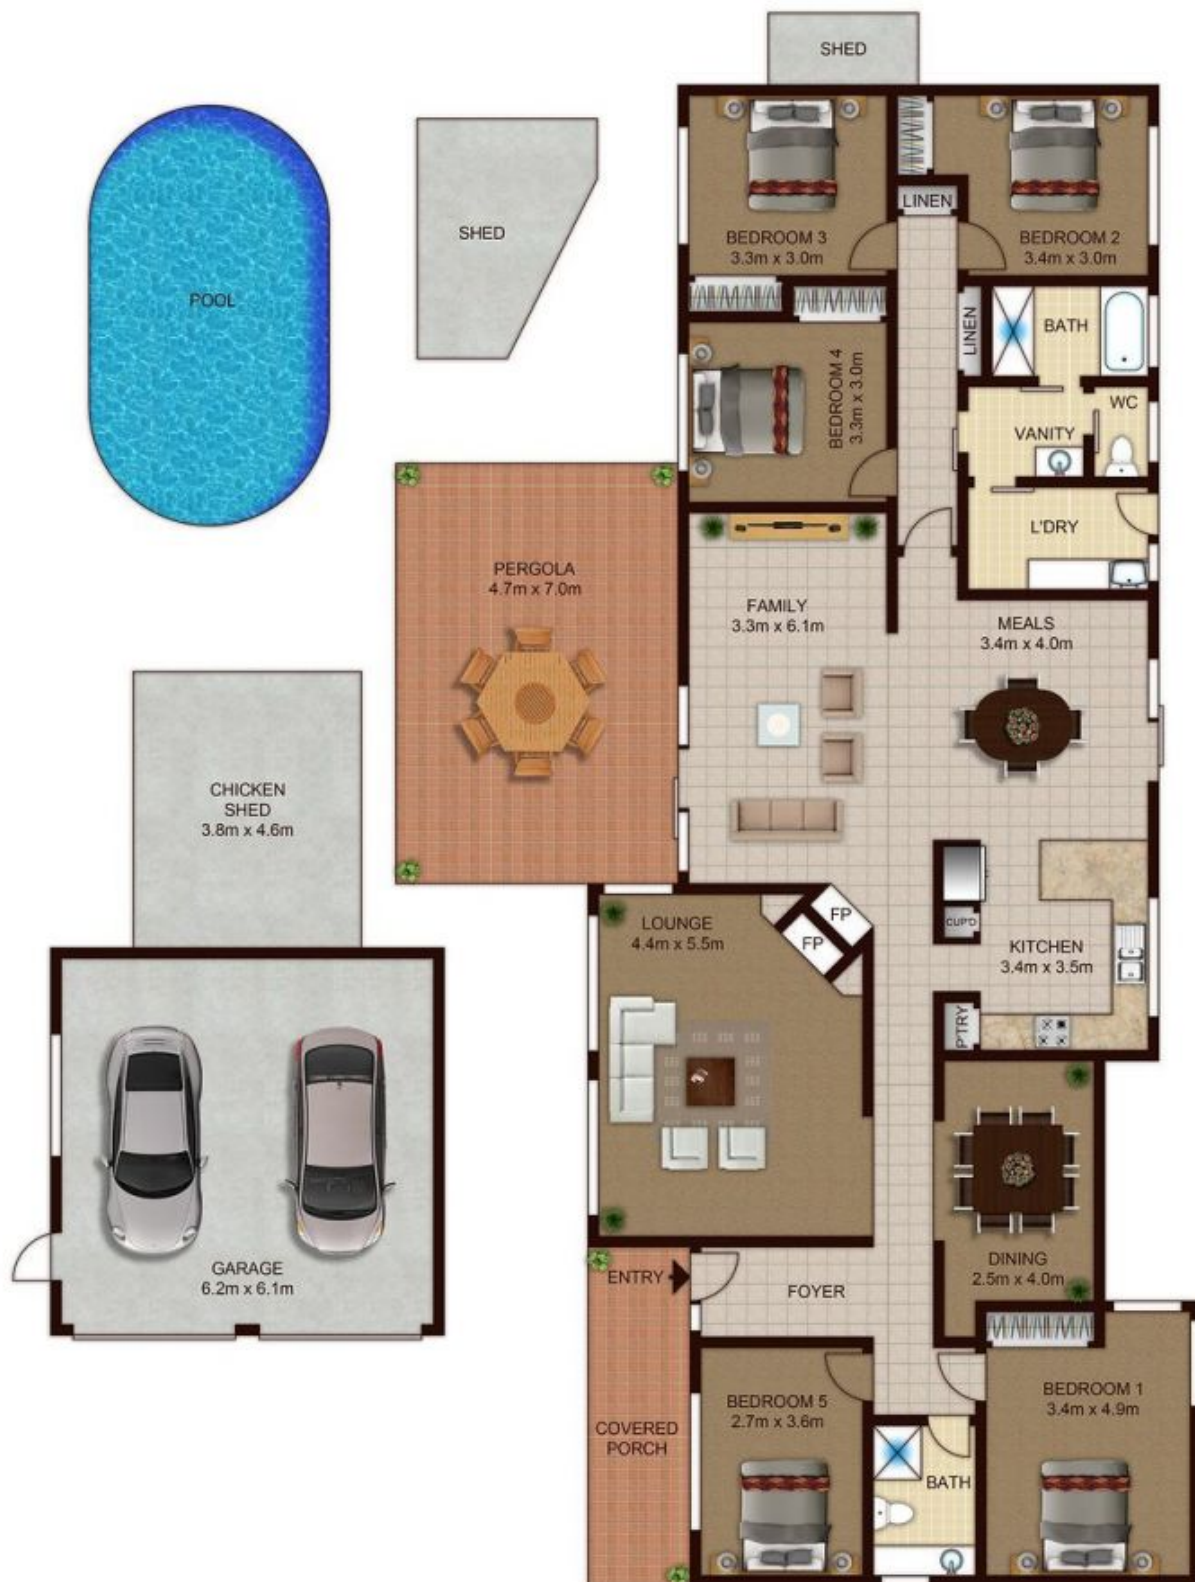 SHED
SHED
POOL
BEDROOM 3
3.3m x 3.0m
LINEN
BEDROOM 2
3.4m x 3.0m
LINEN
BATH
BEDROOM 4
3.3m x 3.0m
WC
VANITY
L'DRY
PERGOLA
4.7m x 7.0m
FAMILY
3.3m x 6.1m
MEALS
3.4m x 4.0m
CHICKEN
SHED
3.8m x 4.6m
LOUNGE
4.4m x 5.5m
FP
FP
CUP'D
KITCHEN
3.4m x 3.5m
P'TRY
GARAGE
6.2m x 6.1m
ENTRY
FOYER
DINING
2.5m x 4.0m
COVERED
PORCH
BEDROOM 5
2.7m x 3.6m
BATH
BEDROOM 1
3.4m x 4.9m